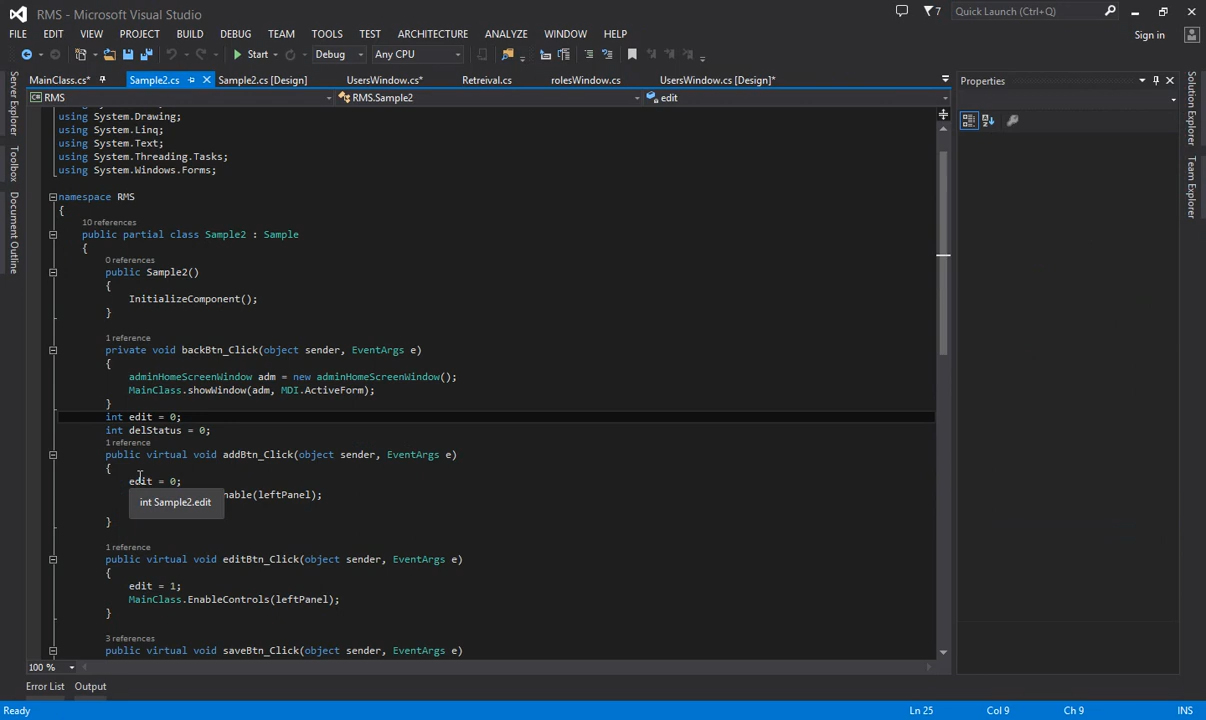 RMS - Microsoft Visual Studio
7
Quick Launch (Ctrl+Q)
FILE EDIT VIEW PROJECT BUILD DEBUG TEAM TOOLS TEST ARCHITECTURE ANALYZE WINDOW HELP
Sign in
Start Debug Any CPU
MainClass.cs* Sample2.cs Sample2.cs [Design] UsersWindow.cs* Retreival.cs rolesWindow.cs UsersWindow.cs [Design]*
Properties
RMS RMS.Sample2 edit
Server Explorer
Toolbox
Document Outline
Solution Explorer
Team Explorer
using System.Drawing;
using System.Linq;
using System.Text;
using System.Threading.Tasks;
using System.Windows.Forms;
namespace RMS
{
10 references
public partial class Sample2 : Sample
{
0 references
public Sample2()
{
InitializeComponent();
}
1 reference
private void backBtn_Click(object sender, EventArgs e)
{
adminHomeScreenWindow adm = new adminHomeScreenWindow();
MainClass.showWindow(adm, MDI.ActiveForm);
}
int edit = 0;
int delStatus = 0;
1 reference
public virtual void addBtn_Click(object sender, EventArgs e)
{
edit = 0;
nable(leftPanel);
int Sample2.edit
}
1 reference
public virtual void editBtn_Click(object sender, EventArgs e)
{
edit = 1;
MainClass.EnableControls(leftPanel);
}
3 references
public virtual void saveBtn_Click(object sender, EventArgs e)
100 %
Error List Output
Ready Ln 25 Col 9 Ch 9 INS